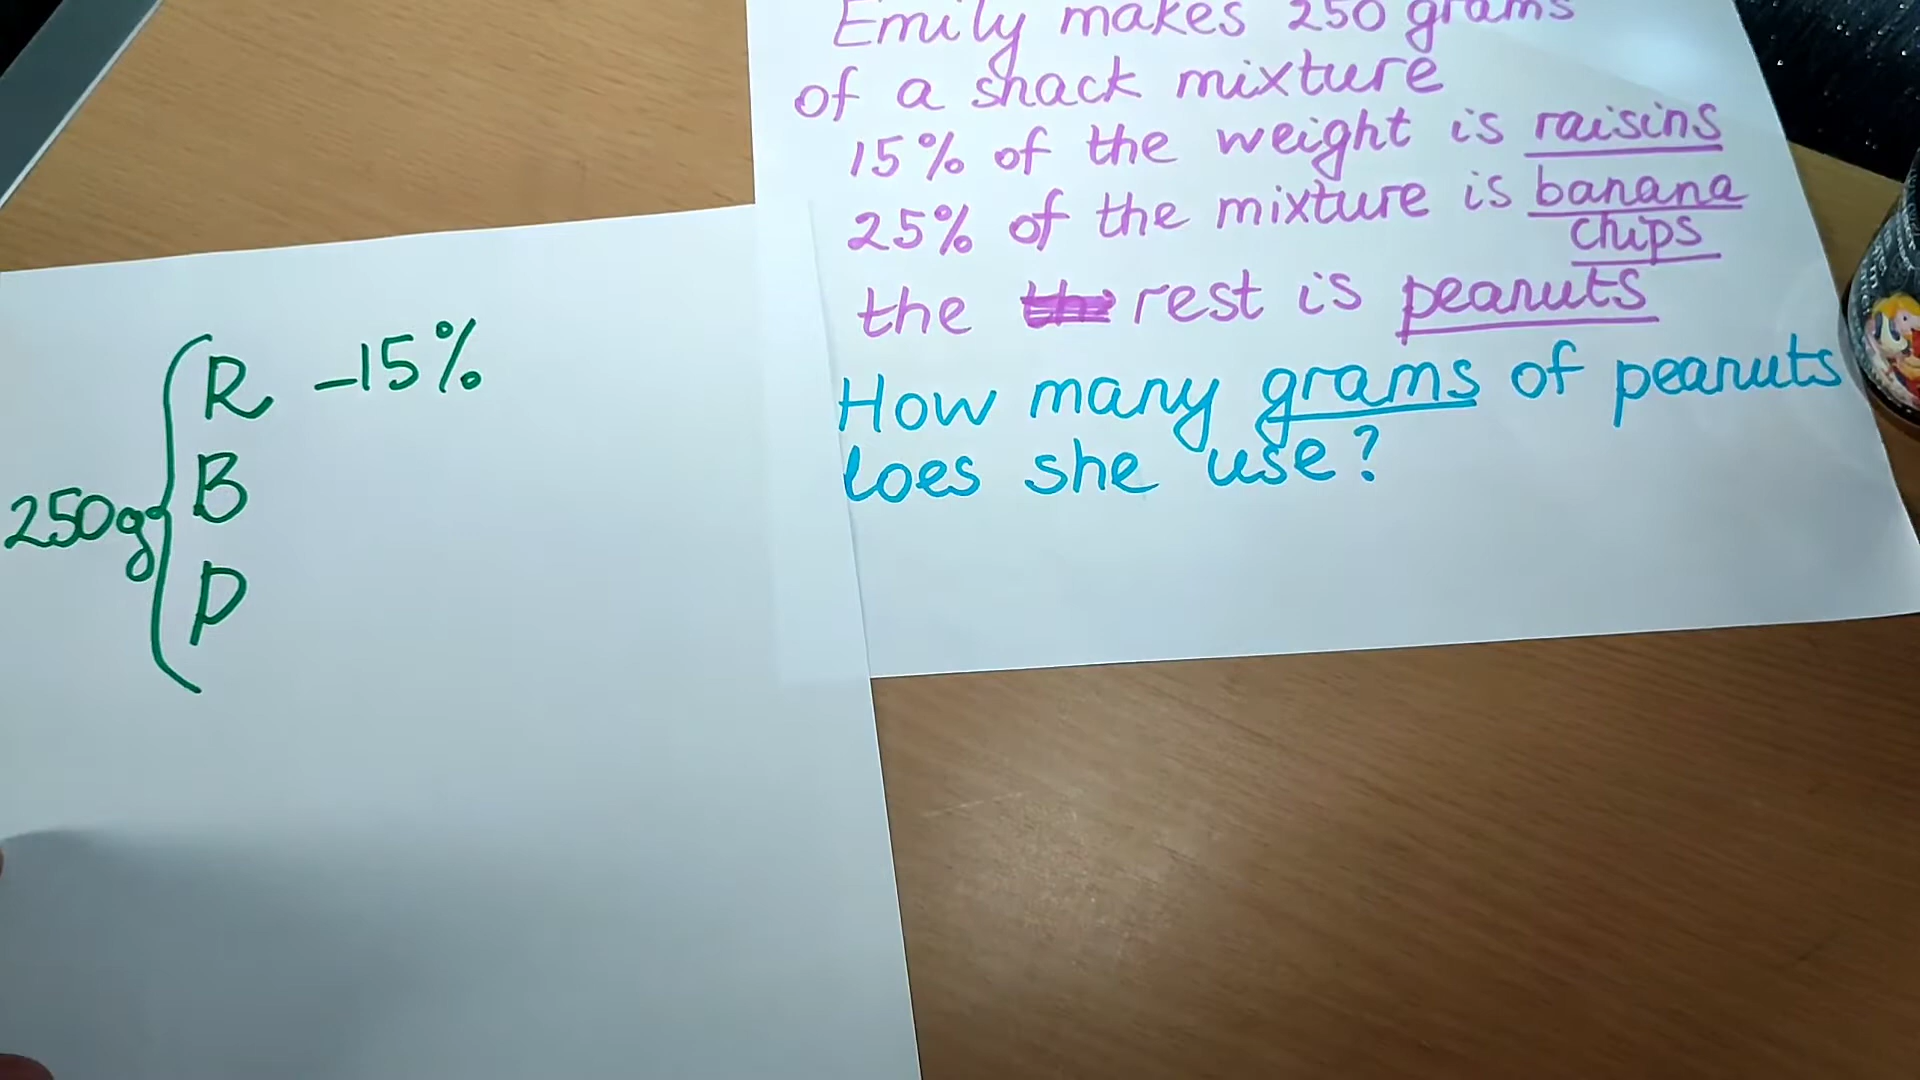 Emily makes 250 grams
of a snack mixture
15% of the weight is raisins
25% of the mixture is banana
chips
the rest is peanuts
How many grams of peanuts
loes she use?
R -15%
B
250g
P